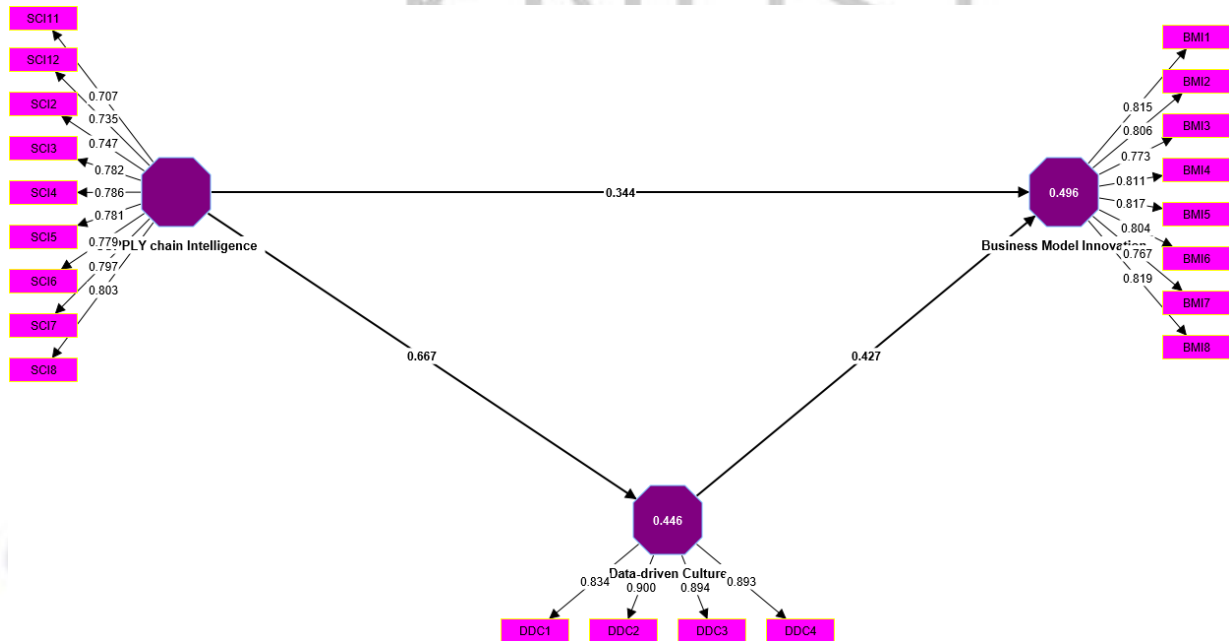 SCI11
SCI12
SCI2
SCI3
SCI4
SCI5
SCI6
SCI7
SCI8
0.707
0.735
0.747
0.782
0.786
0.781
0.779
0.797
0.803
PLY chain Intelligence
0.344
0.667
0.427
0.496
Business Model Innovation
0.815
0.806
0.773
0.811
0.817
0.804
0.767
0.819
BMI1
BMI2
BMI3
BMI4
BMI5
BMI6
BMI7
BMI8
0.446
Data-driven Culture
0.834
0.900
0.894
0.893
DDC1
DDC2
DDC3
DDC4